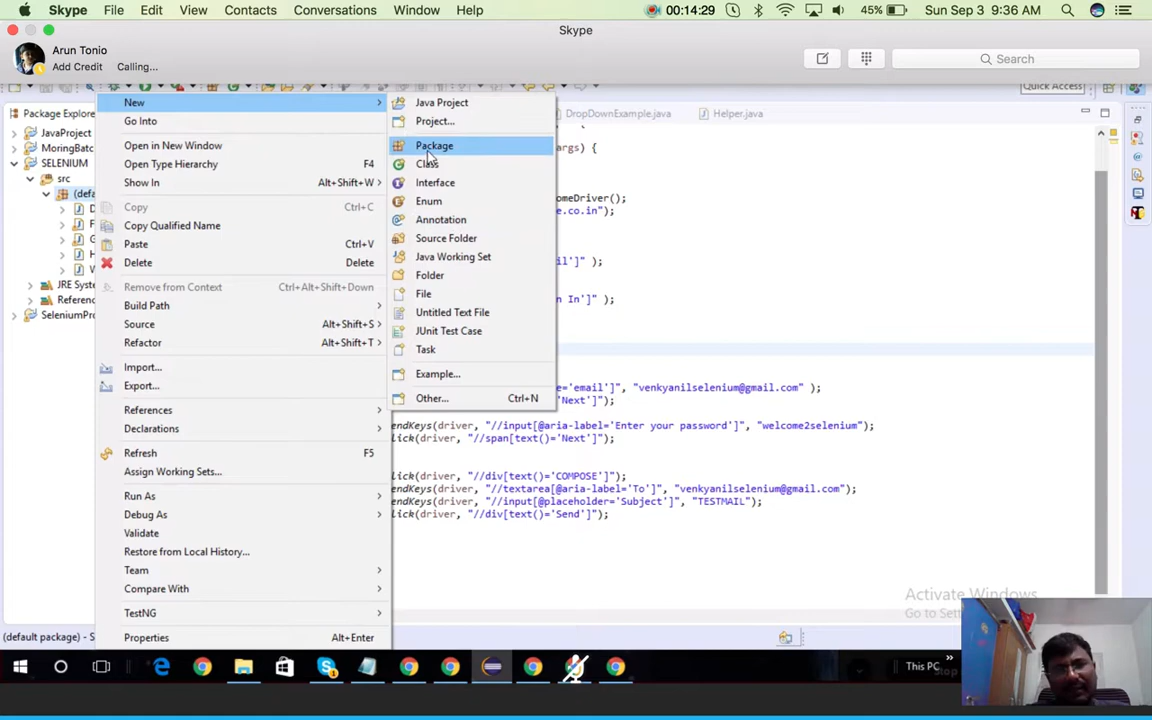 Skype File Edit View Contacts Conversations Window Help 00:14:29 45% Sun Sep 3 9:36 AM
Skype
Arun Tonio
Add Credit Calling...
Search
Quick Access
Package Explore
DropDownExample.java
Helper.java
JavaProject
MoringBatc
SELENIUM
src
(defa
D
F
G
H
W
JRE Syste
Reference
SeleniumPro
New
Go Into
Open in New Window
Open Type Hierarchy F4
Show In Alt+Shift+W
Copy Ctrl+C
Copy Qualified Name
Paste Ctrl+V
Delete Delete
Remove from Context Ctrl+Alt+Shift+Down
Build Path
Source Alt+Shift+S
Refactor Alt+Shift+T
Import...
Export...
References
Declarations
Refresh F5
Assign Working Sets...
Run As
Debug As
Validate
Restore from Local History...
Team
Compare With
TestNG
Properties Alt+Enter
Java Project
Project...
Package
Class
Interface
Enum
Annotation
Source Folder
Java Working Set
Folder
File
Untitled Text File
JUnit Test Case
Task
Example...
Other... Ctrl+N
args) {
omeDriver();
e.co.in");
il']" );
n In']" );
e='email']", "venkyanilselenium@gmail.com" );
'Next']");
endKeys(driver, "//input[@aria-label='Enter your password']", "welcome2selenium");
lick(driver, "//span[text()='Next']");
lick(driver, "//div[text()='COMPOSE']");
endKeys(driver, "//textarea[@aria-label='To']", "venkyanilselenium@gmail.com");
endKeys(driver, "//input[@placeholder='Subject']", "TESTMAIL");
lick(driver, "//div[text()='Send']");
Activate Windows
Go to Set
(default package) - S
This PC